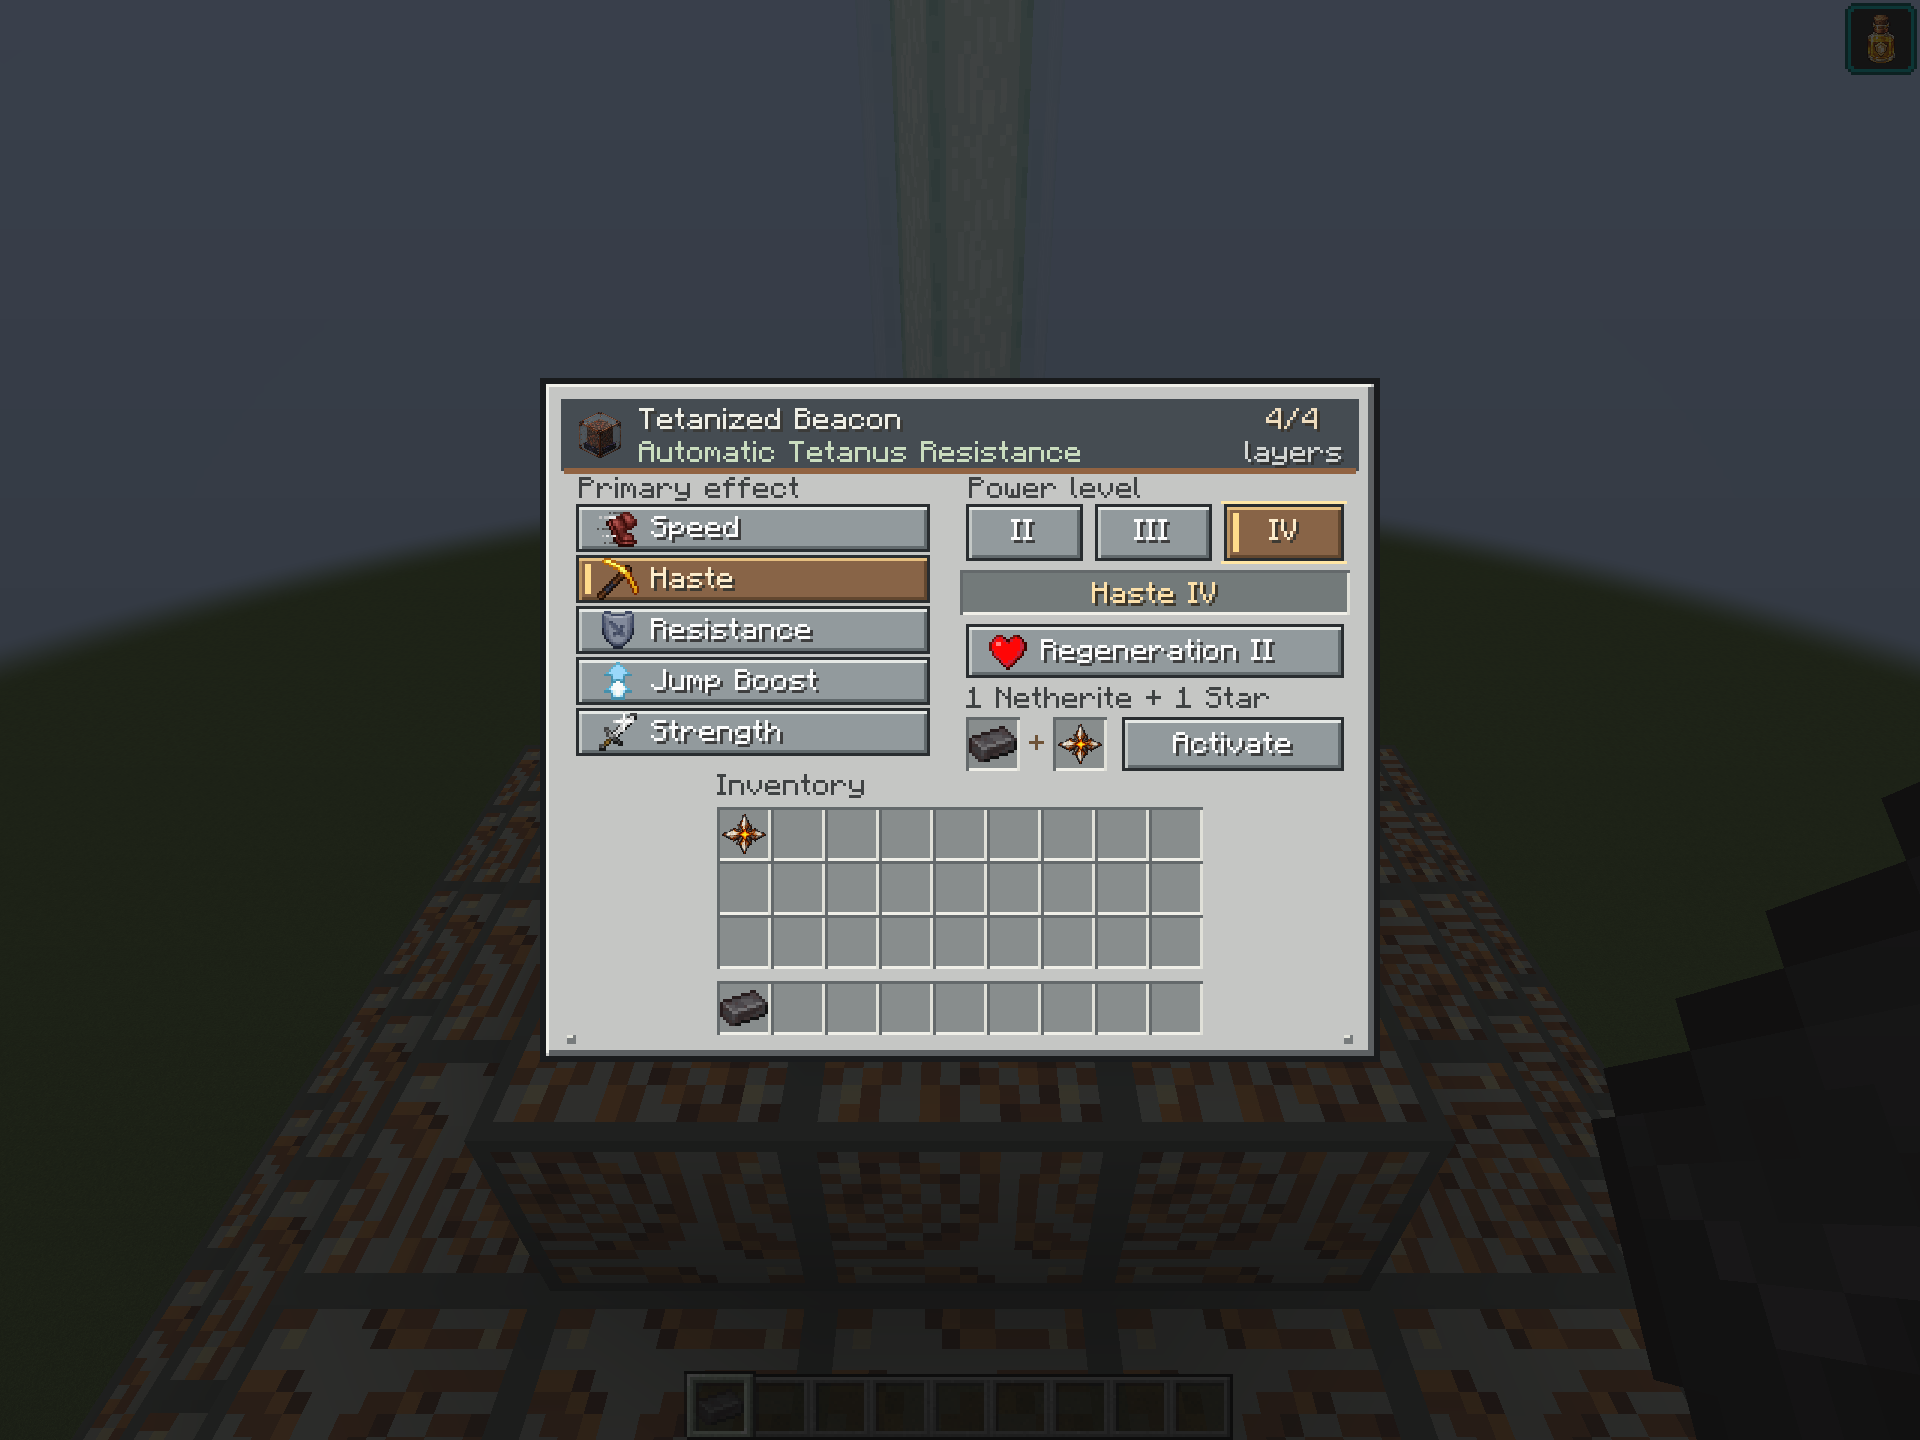 Tetanized Beacon
4/4
Automatic Tetanus Resistance
layers
Primary effect
Speed
Haste
Resistance
Jump Boost
Strength
Power level
II
III
IV
Haste IV
Regeneration II
1 Netherite + 1 Star
+
Activate
Inventory